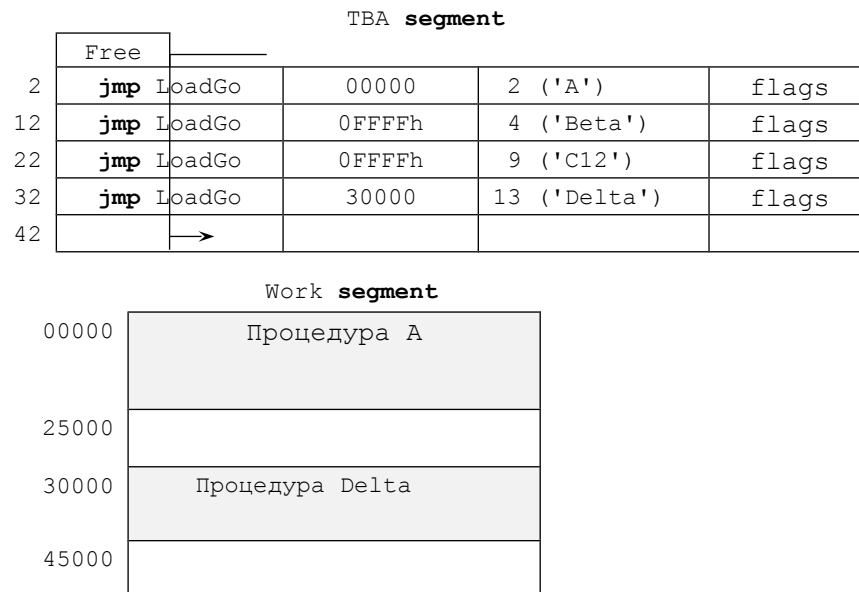 TBA segment
Free
2 jmp LoadGo 00000 2 ('A') flags
12 jmp LoadGo 0FFFFh 4 ('Beta') flags
22 jmp LoadGo 0FFFFh 9 ('C12') flags
32 jmp LoadGo 30000 13 ('Delta') flags
42
Work segment
00000 Процедура A
25000
30000 Процедура Delta
45000